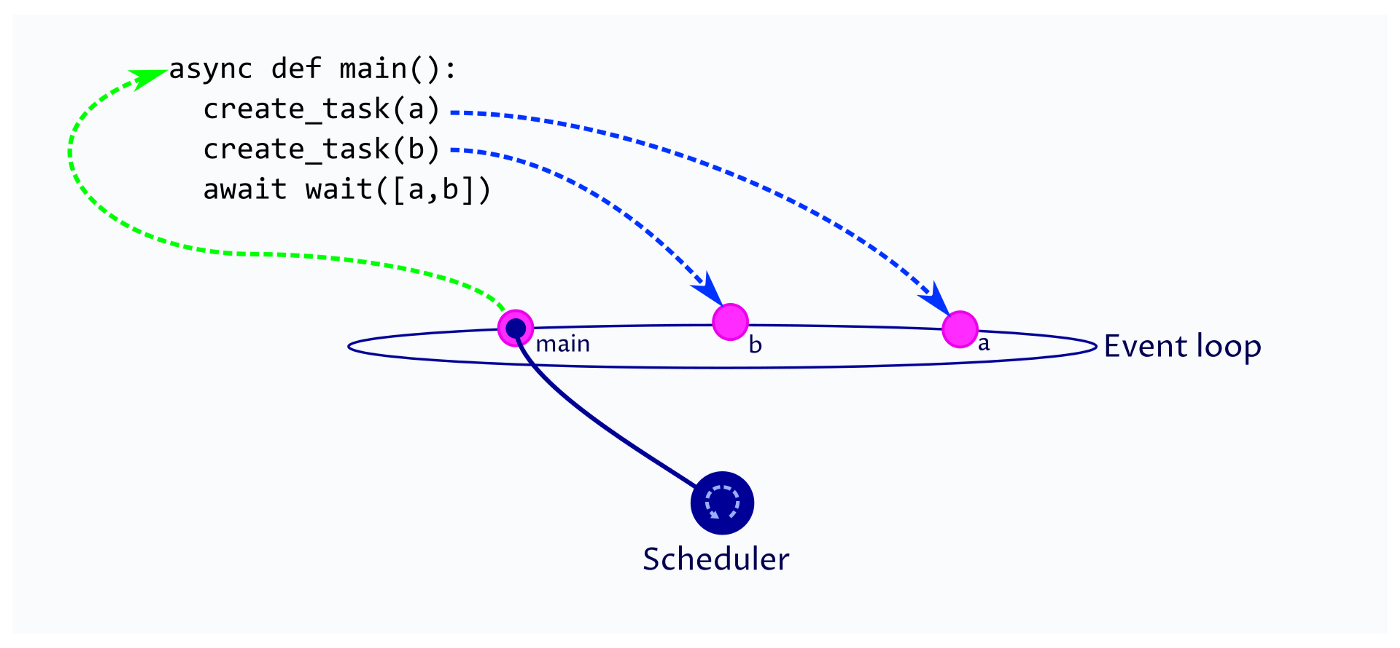 async def main():
create_task(a)
create_task(b)
await wait([a,b])
main
b
a
Event loop
Scheduler